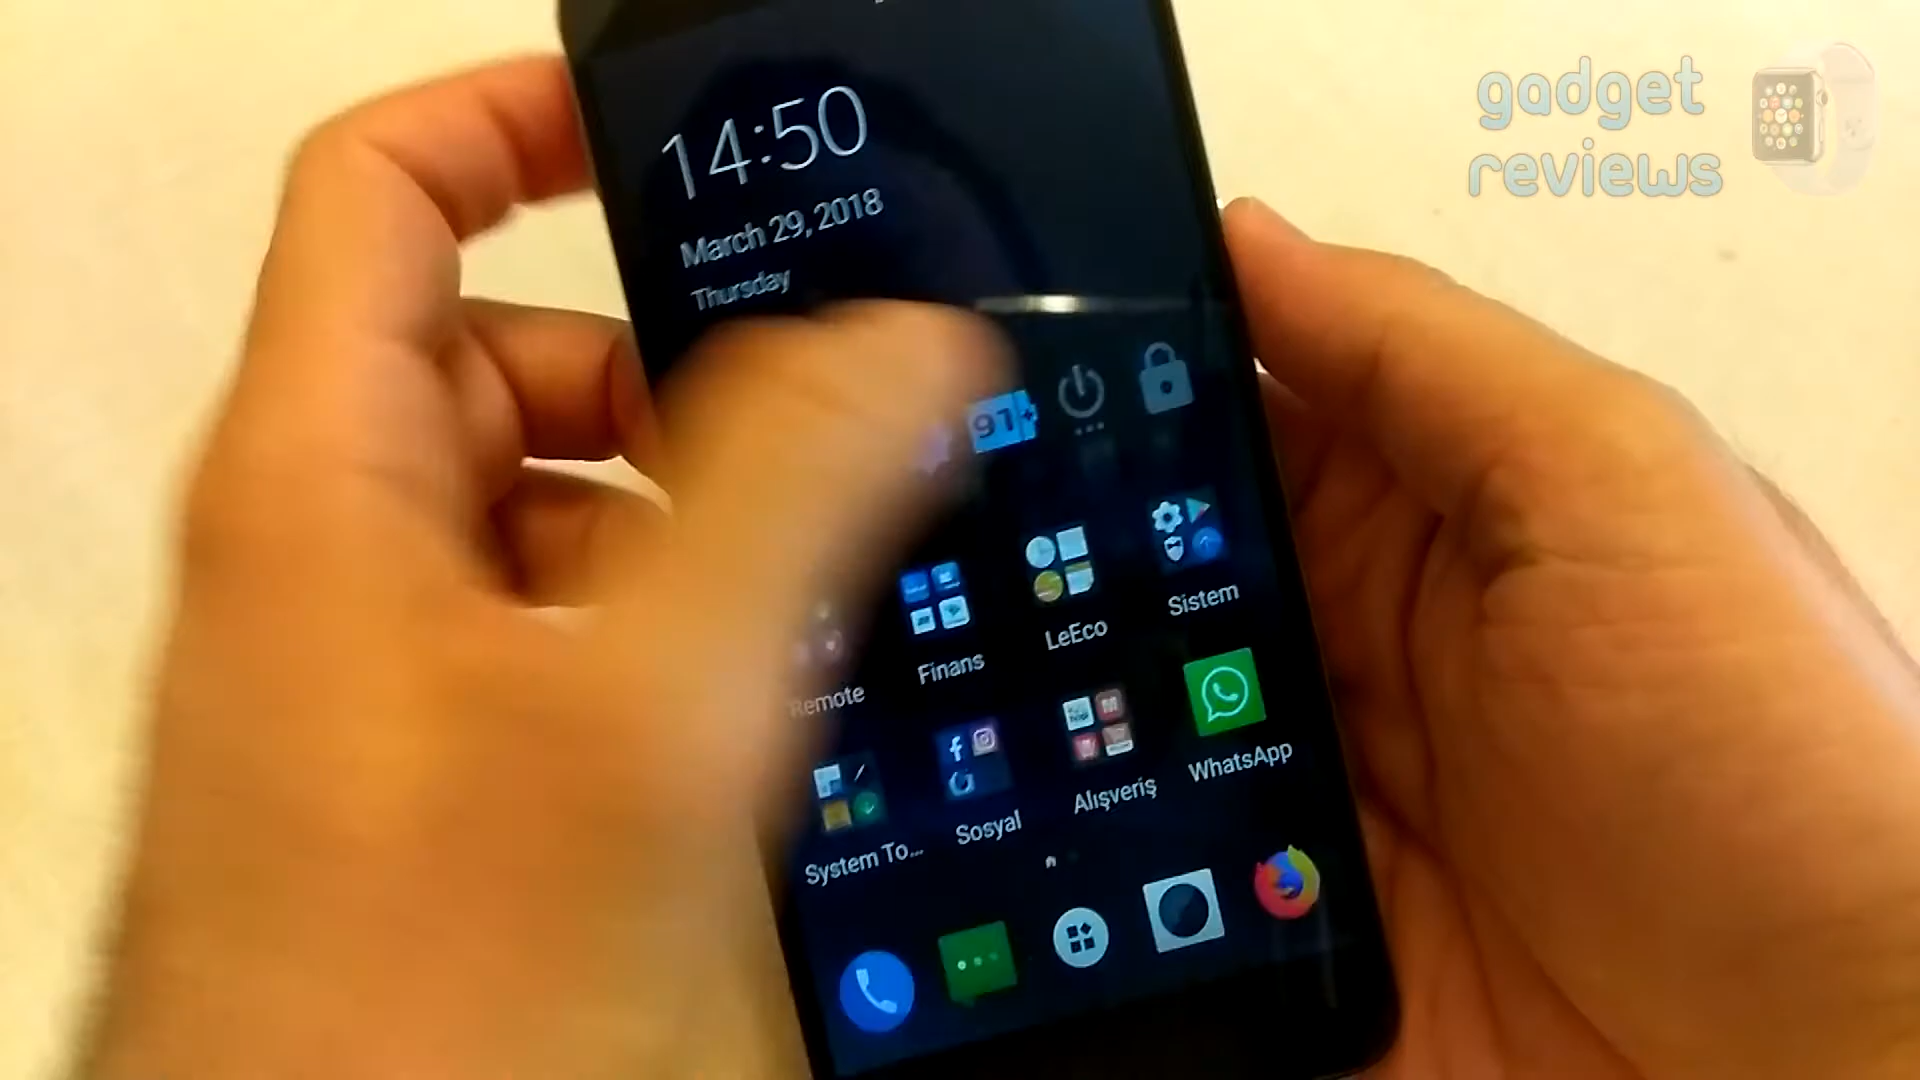 gadget
reviews
14:50
March 29, 2018
Thursday
91
Remote
Finans
LeEco
Sistem
System To...
Sosyal
Alışveriş
WhatsApp